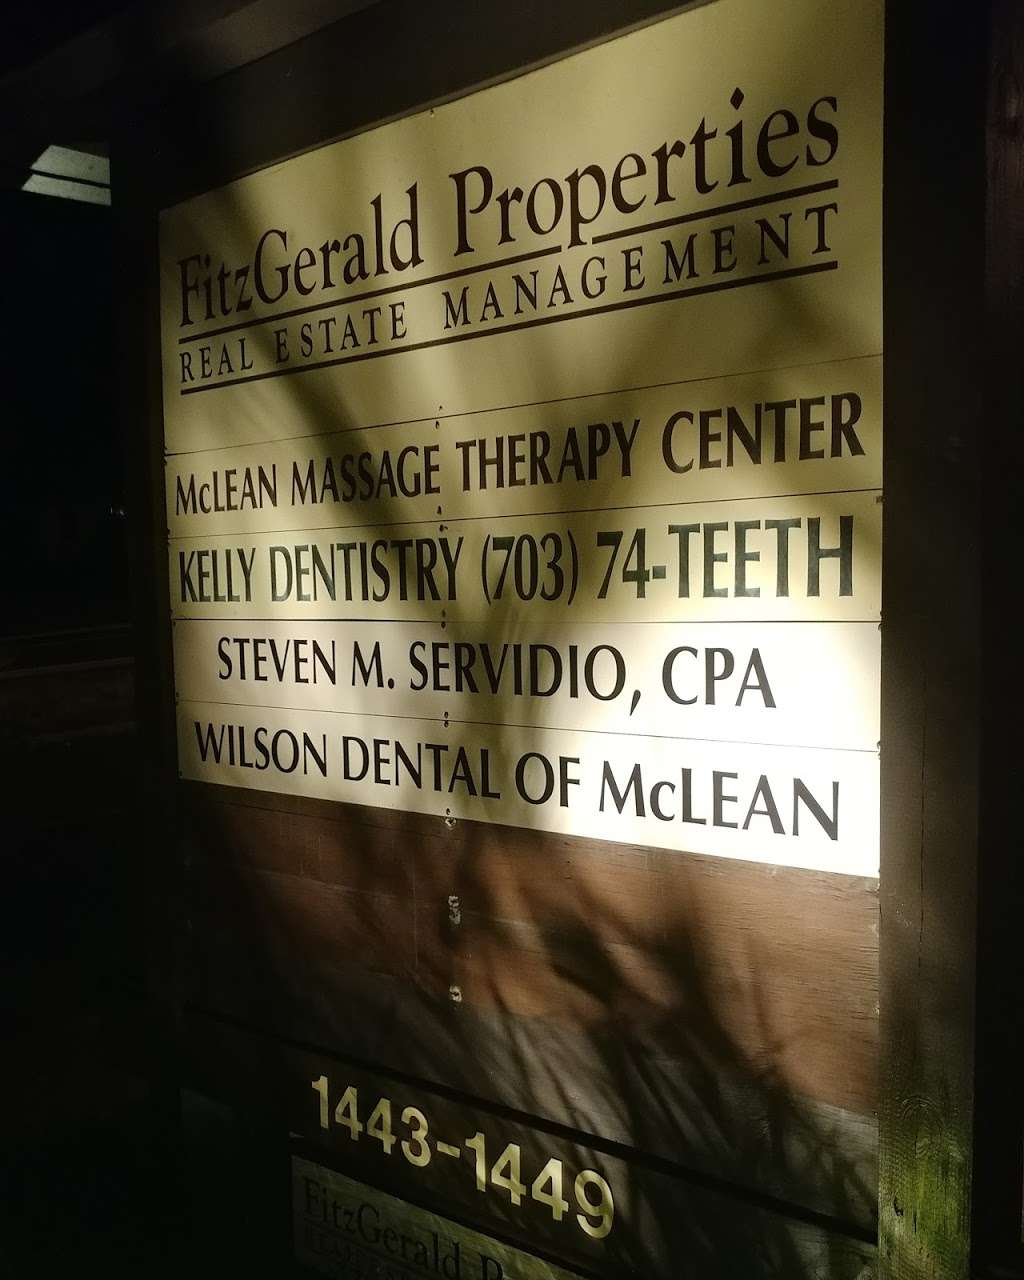 FitzGerald Properties
REAL ESTATE MANAGEMENT
McLEAN MASSAGE THERAPY CENTER
KELLY DENTISTRY (703) 74-TEETH
STEVEN M. SERVIDIO, CPA
WILSON DENTAL OF McLEAN
1443-1449
FitzGerald P